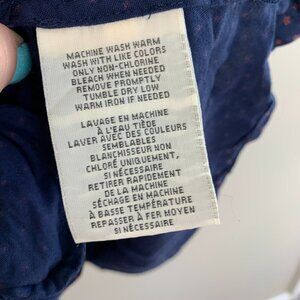 MACHINE WASH WARM
WASH WITH LIKE COLORS
ONLY NON-CHLORINE
BLEACH WHEN NEEDED
REMOVE PROMPTLY
TUMBLE DRY LOW
WARM IRON IF NEEDED
LAVAGE EN MACHINE
À L'EAU TIÈDE
LAVER AVEC DES COULEURS
SEMBLABLES
BLANCHISSEUR NON
CHLORÉ UNIQUEMENT,
SI NÉCESSAIRE
RETIRER RAPIDEMENT
DE LA MACHINE
SÉCHAGE EN MACHINE
À BASSE TEMPÉRATURE
REPASSER À FER MOYEN
SI NÉCESSAIRE